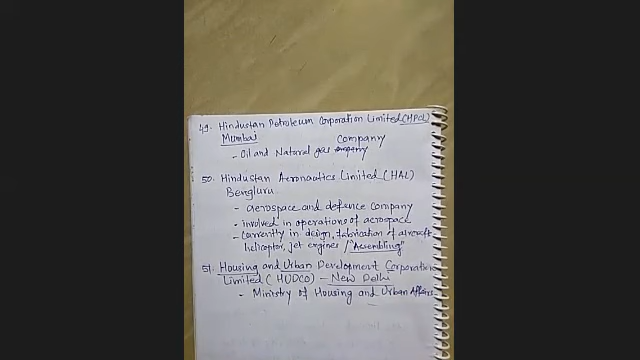 49. Hindustan Petroleum Corporation Limited (HPCL)
Mumbai
Company
- Oil and Natural gas
50. Hindustan Aeronautics Limited (HAL)
Bengluru
- aerospace and defence company
- involved in operations of aerospace
- currently in design, fabrication of aircraft,
helicoptor, jet engines / "Assembling"
51. Housing and Urban Development Corporation
Limited (HUDCO) - New Delhi
- Ministry of Housing and Urban Affairs